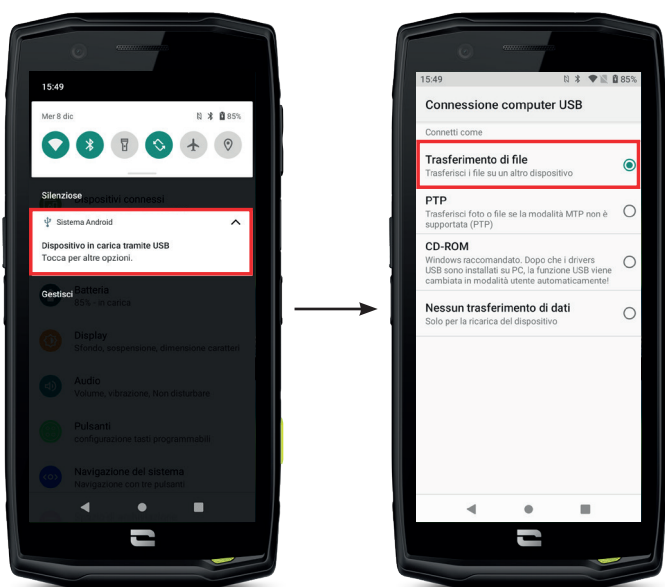 15:49
Mer 8 dic
85%
Dispositivi connessi
Silenziose
Sistema Android
Dispositivo in carica tramite USB
Tocca per altre opzioni.
Batteria
85% - in carica
Gestisci
Display
Sfondo, sospensione, dimensione caratteri
Audio
Volume, vibrazione, Non disturbare
Pulsanti
configurazione tasti programmabili
Navigazione del sistema
Navigazione con tre pulsanti
15:49
85%
Connessione computer USB
Connetti come
Trasferimento di file
Trasferisci i file su un altro dispositivo
PTP
Trasferisci foto o file se la modalità MTP non è
supportata (PTP)
CD-ROM
Windows raccomandato. Dopo che i drivers
USB sono installati su PC, la funzione USB viene
cambiata in modalità utente automaticamente!
Nessun trasferimento di dati
Solo per la ricarica del dispositivo